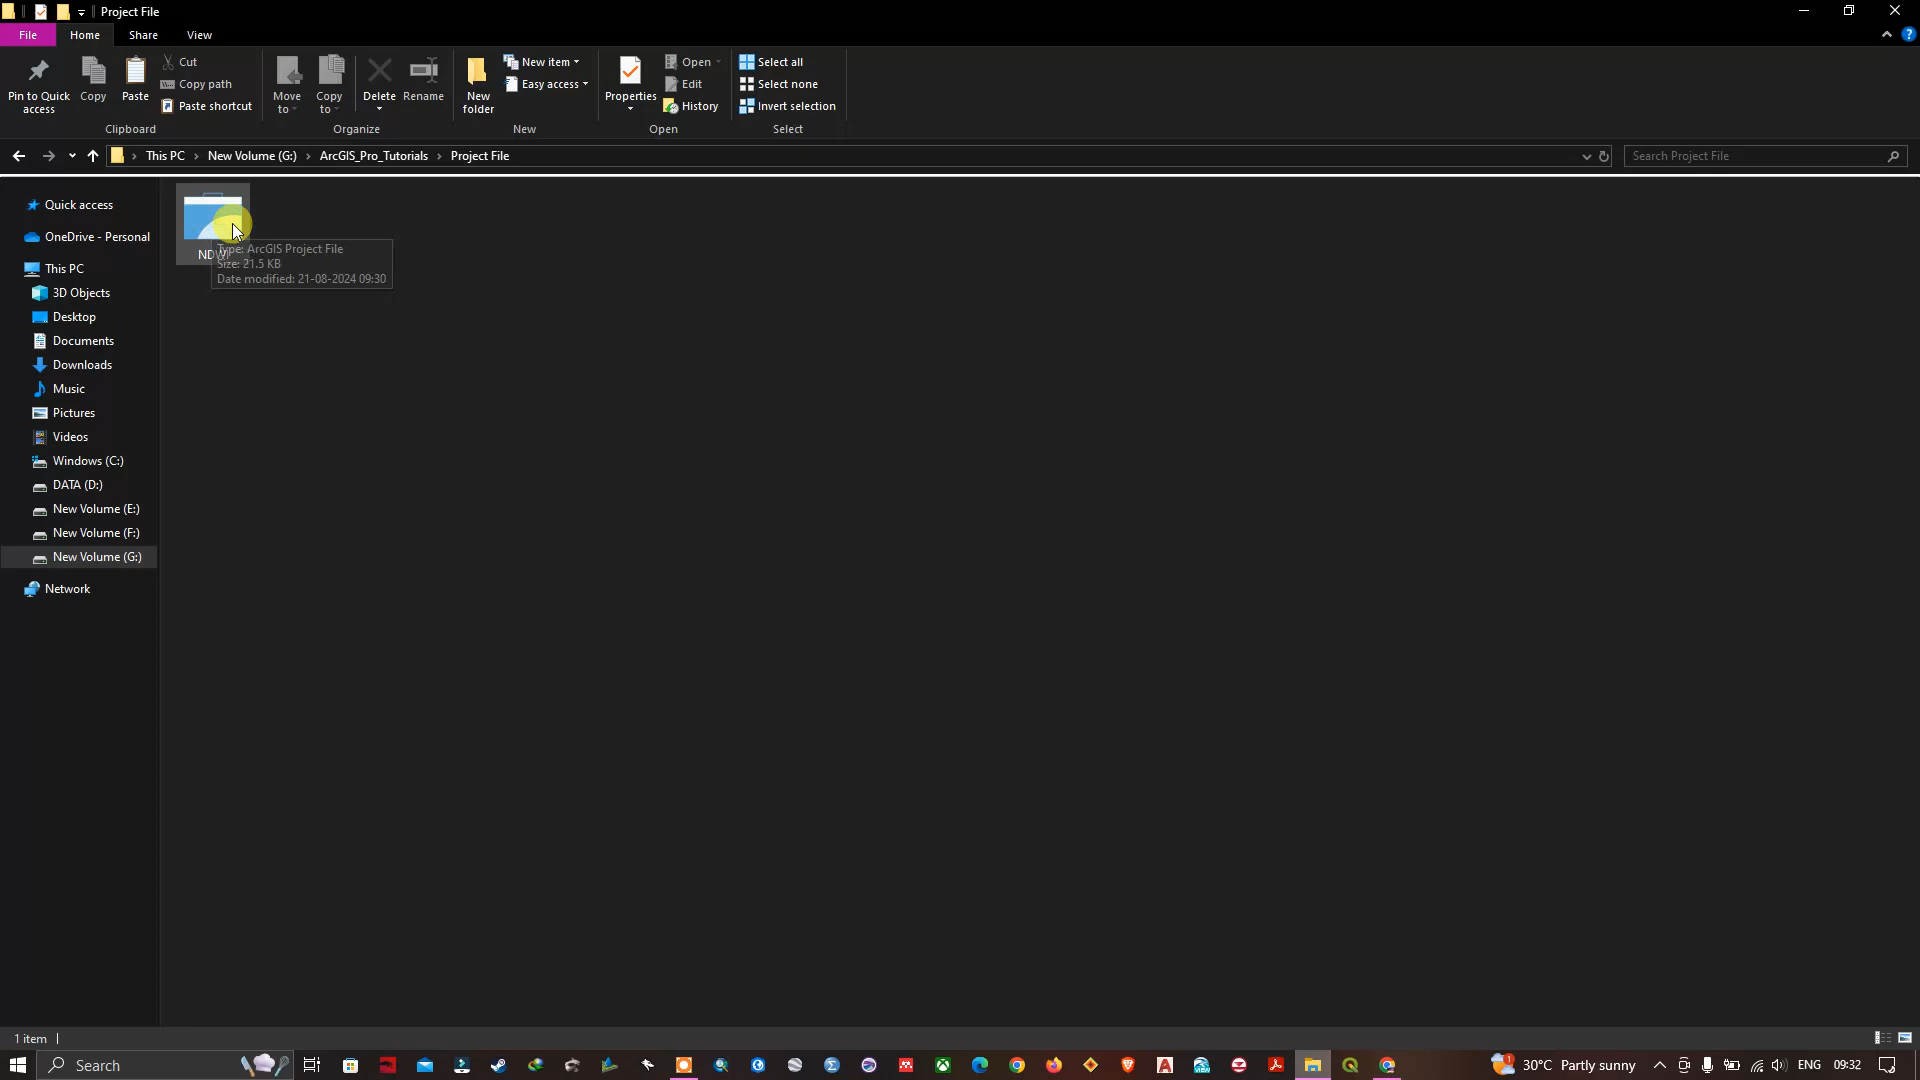 Project File
File
Home
Share
View
Pin to Quick access
Copy
Paste
Cut
Copy path
Paste shortcut
Clipboard
Move to
Copy to
Delete
Rename
Organize
New folder
New item
Easy access
New
Properties
Open
Edit
History
Open
Select all
Select none
Invert selection
Select
This PC
New Volume (G:)
ArcGIS_Pro_Tutorials
Project File
Search Project File
Quick access
OneDrive - Personal
This PC
3D Objects
Desktop
Documents
Downloads
Music
Pictures
Videos
Windows (C:)
DATA (D:)
New Volume (E:)
New Volume (F:)
New Volume (G:)
Network
Type: ArcGIS Project File
Size: 21.5 KB
Date modified: 21-08-2024 09:30
1 item
Search
30°C Partly sunny
ENG
09:32